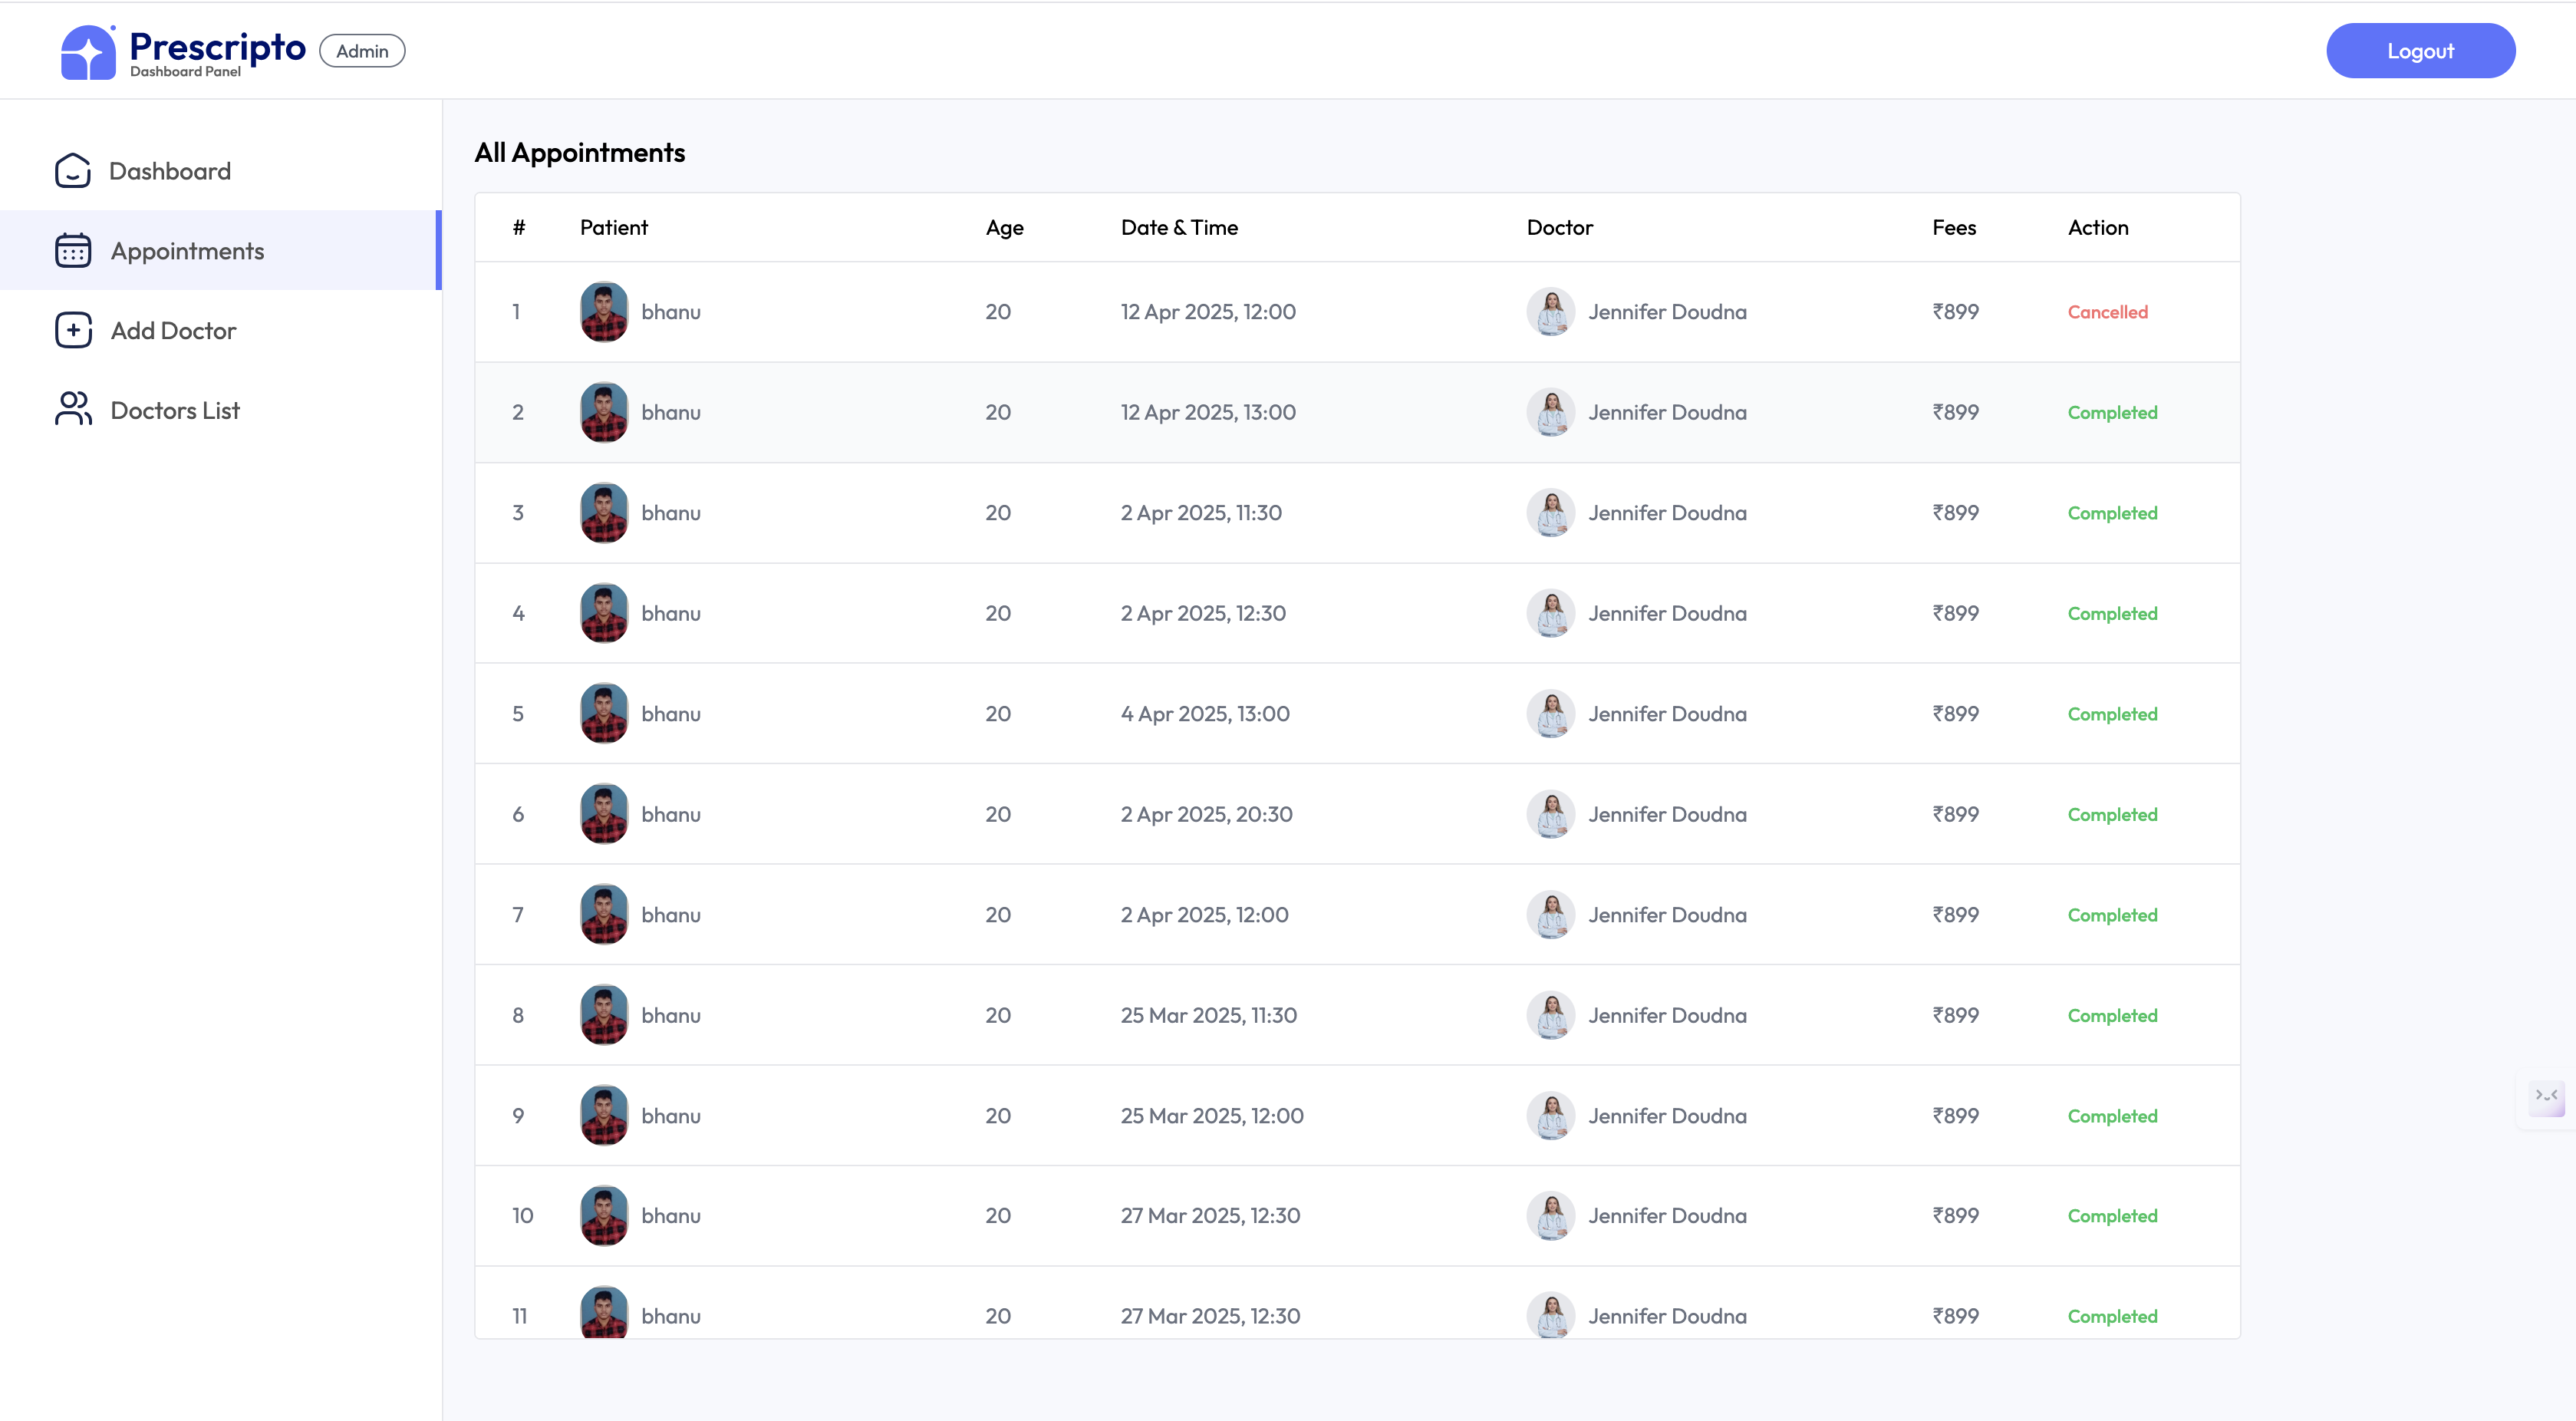 Prescripto Admin Logout
Dashboard Panel
Dashboard
Appointments
Add Doctor
Doctors List
All Appointments
# Patient Age Date & Time Doctor Fees Action
1 bhanu 20 12 Apr 2025, 12:00 Jennifer Doudna ₹899 Cancelled
2 bhanu 20 12 Apr 2025, 13:00 Jennifer Doudna ₹899 Completed
3 bhanu 20 2 Apr 2025, 11:30 Jennifer Doudna ₹899 Completed
4 bhanu 20 2 Apr 2025, 12:30 Jennifer Doudna ₹899 Completed
5 bhanu 20 4 Apr 2025, 13:00 Jennifer Doudna ₹899 Completed
6 bhanu 20 2 Apr 2025, 20:30 Jennifer Doudna ₹899 Completed
7 bhanu 20 2 Apr 2025, 12:00 Jennifer Doudna ₹899 Completed
8 bhanu 20 25 Mar 2025, 11:30 Jennifer Doudna ₹899 Completed
9 bhanu 20 25 Mar 2025, 12:00 Jennifer Doudna ₹899 Completed
10 bhanu 20 27 Mar 2025, 12:30 Jennifer Doudna ₹899 Completed
11 bhanu 20 27 Mar 2025, 12:30 Jennifer Doudna ₹899 Completed